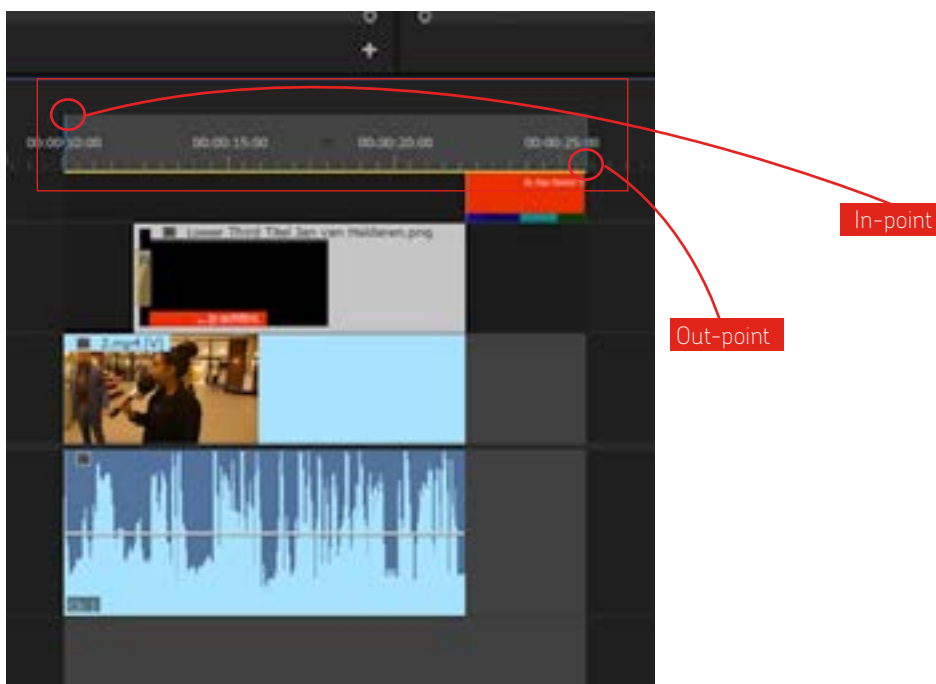 00:00:10:00 00:00:15:00 00:00:20:00 00:00:25:00
In-point
Lower Third Titel Jan van Helderen.png
Out-point
2.mp4 [V]